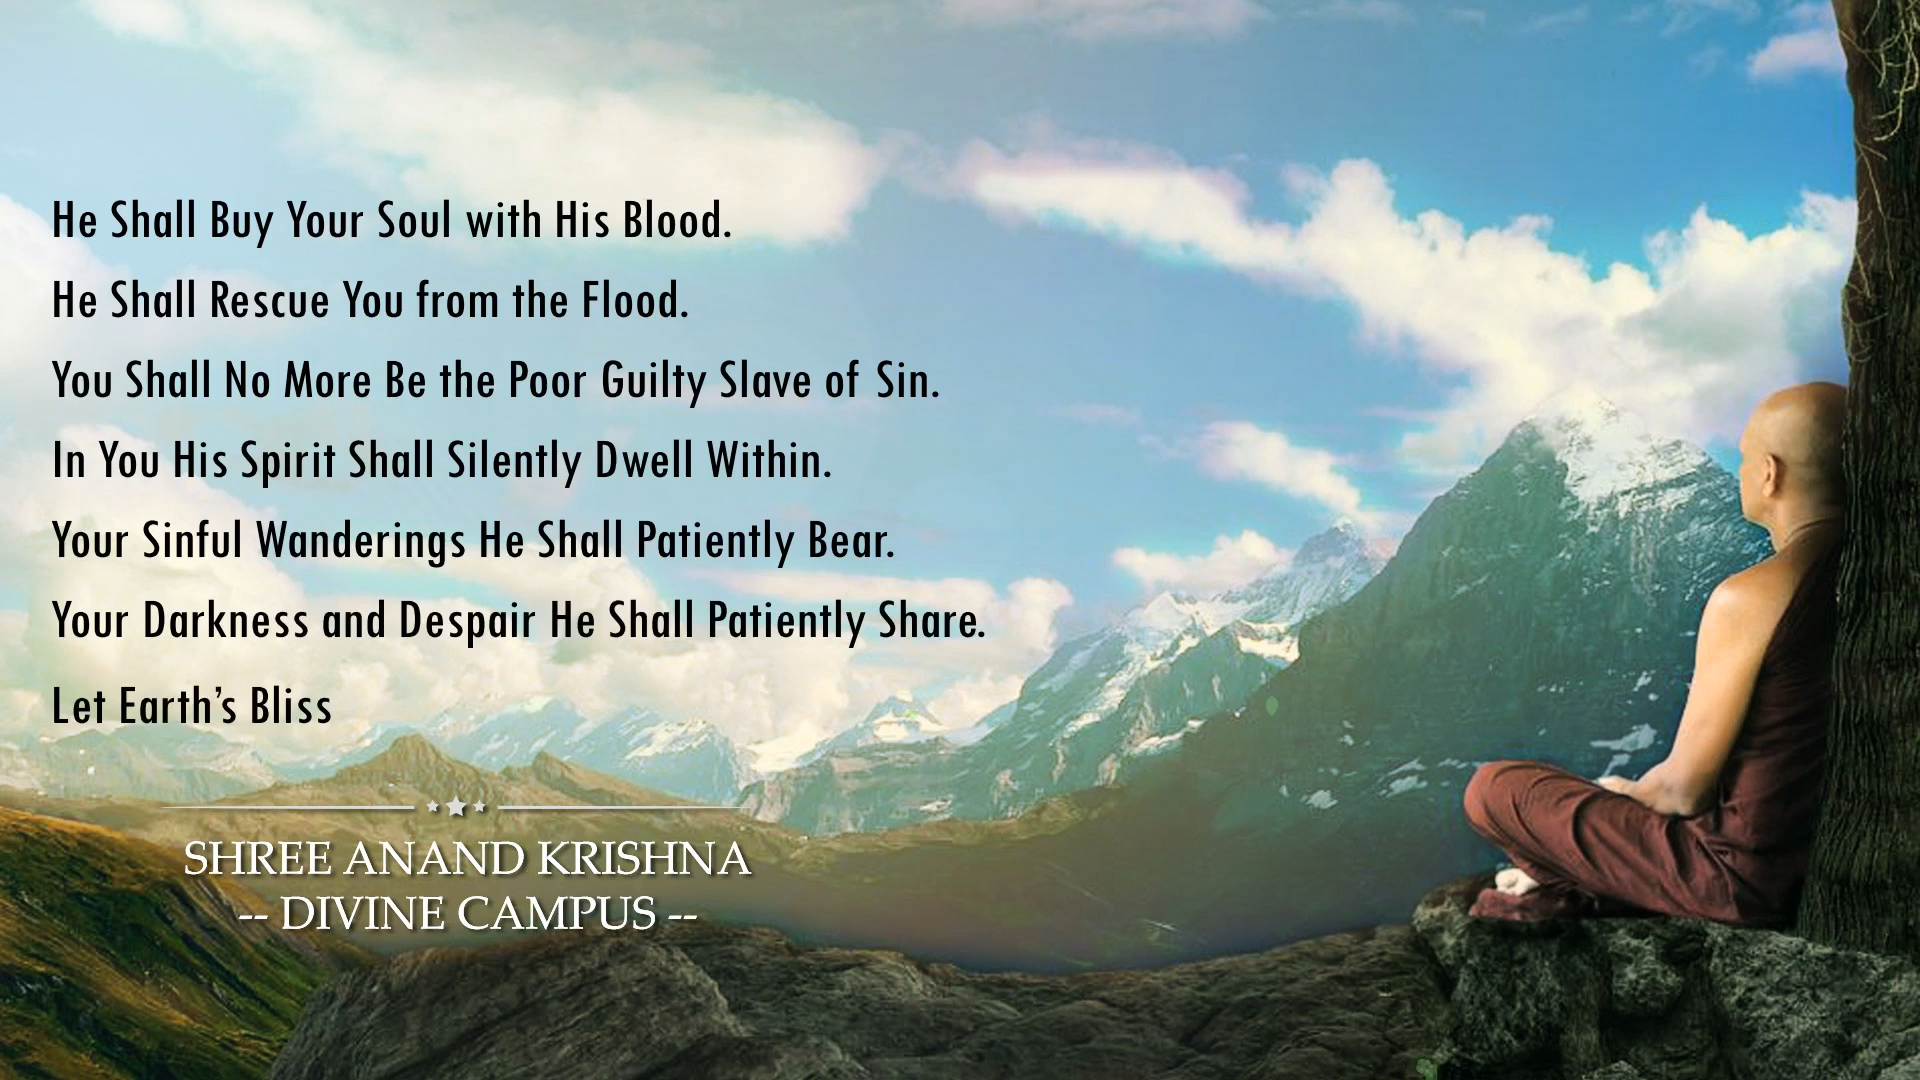 He Shall Buy Your Soul with His Blood.
He Shall Rescue You from the Flood.
You Shall No More Be the Poor Guilty Slave of Sin.
In You His Spirit Shall Silently Dwell Within.
Your Sinful Wanderings He Shall Patiently Bear.
Your Darkness and Despair He Shall Patiently Share.
Let Earth’s Bliss
SHREE ANAND KRISHNA
-- DIVINE CAMPUS --